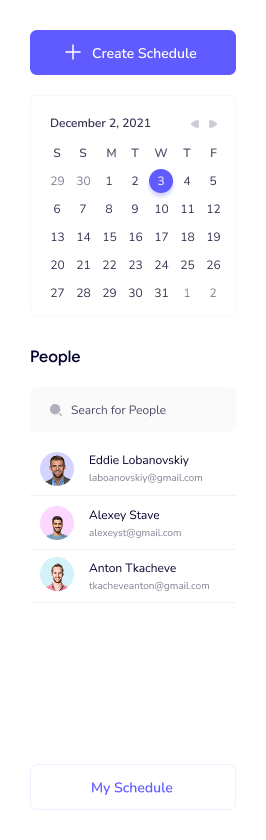 Create Schedule
December 2, 2021
S S M T W T F
29 30 1 2 3 4 5
6 7 8 9 10 11 12
13 14 15 16 17 18 19
20 21 22 23 24 25 26
27 28 29 30 31 1 2
People
Search for People
Eddie Lobanovskiy
laboanovskiy@gmail.com
Alexey Stave
alexeyst@gmail.com
Anton Tkacheve
tkacheveanton@gmail.com
My Schedule